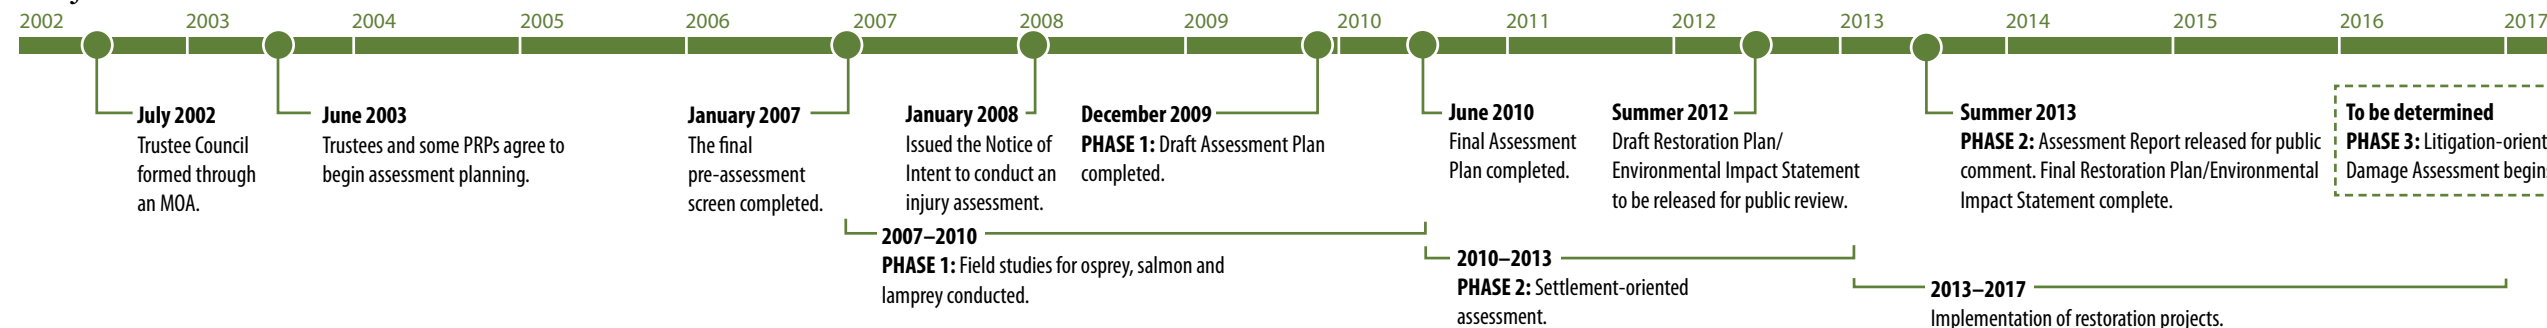 2002 2003 2004 2005 2006 2007 2008 2009 2010 2011 2012 2013 2014 2015 2016 2017
July 2002
Trustee Council
formed through
an MOA.
June 2003
Trustees and some PRPs agree to
begin assessment planning.
January 2007
The final
pre-assessment
screen completed.
January 2008
Issued the Notice of
Intent to conduct an
injury assessment.
December 2009
PHASE 1: Draft Assessment Plan
completed.
June 2010
Final Assessment
Plan completed.
Summer 2012
Draft Restoration Plan/
Environmental Impact Statement
to be released for public review.
Summer 2013
PHASE 2: Assessment Report released for public
comment. Final Restoration Plan/Environmental
Impact Statement complete.
To be determined
PHASE 3: Litigation-orient
Damage Assessment begins
2007–2010
PHASE 1: Field studies for osprey, salmon and
lamprey conducted.
2010–2013
PHASE 2: Settlement-oriented
assessment.
2013–2017
Implementation of restoration projects.